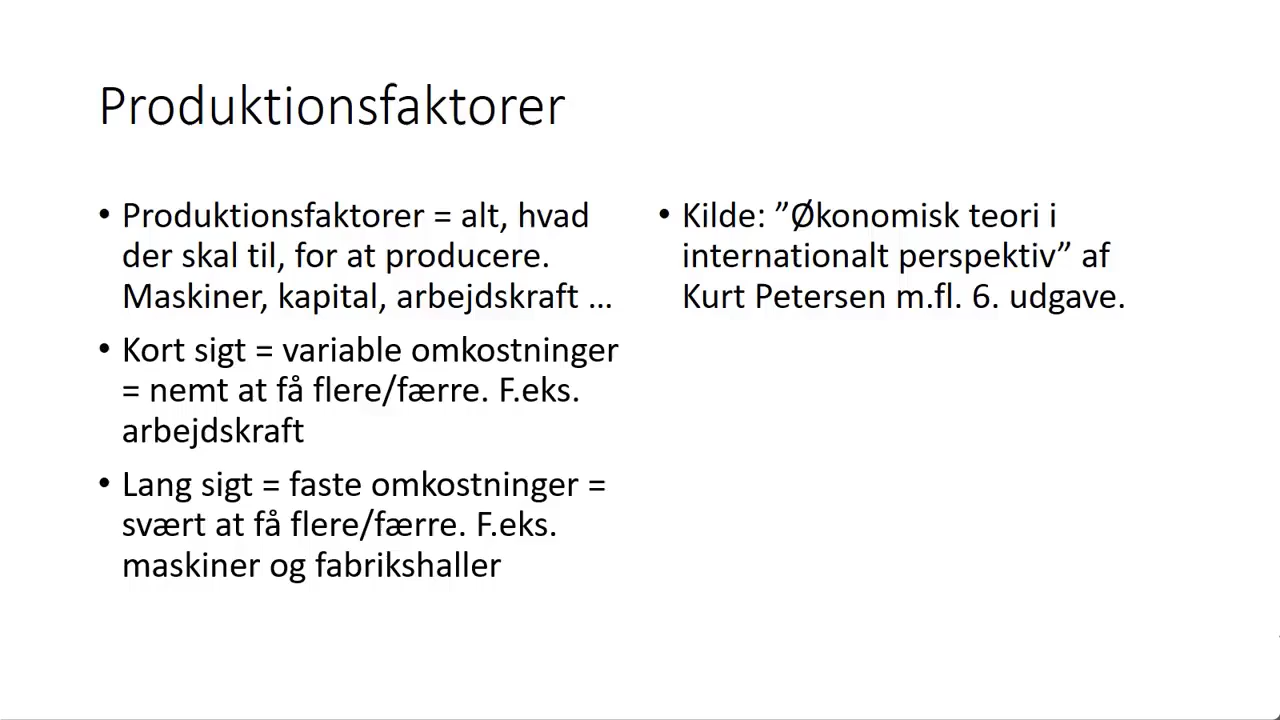 Produktionsfaktorer
• Produktionsfaktorer = alt, hvad
der skal til, for at producere.
Maskiner, kapital, arbejdskraft ...
• Kort sigt = variable omkostninger
= nemt at få flere/færre. F.eks.
arbejdskraft
• Lang sigt = faste omkostninger =
svært at få flere/færre. F.eks.
maskiner og fabrikshaller
• Kilde: ”Økonomisk teori i
internationalt perspektiv” af
Kurt Petersen m.fl. 6. udgave.